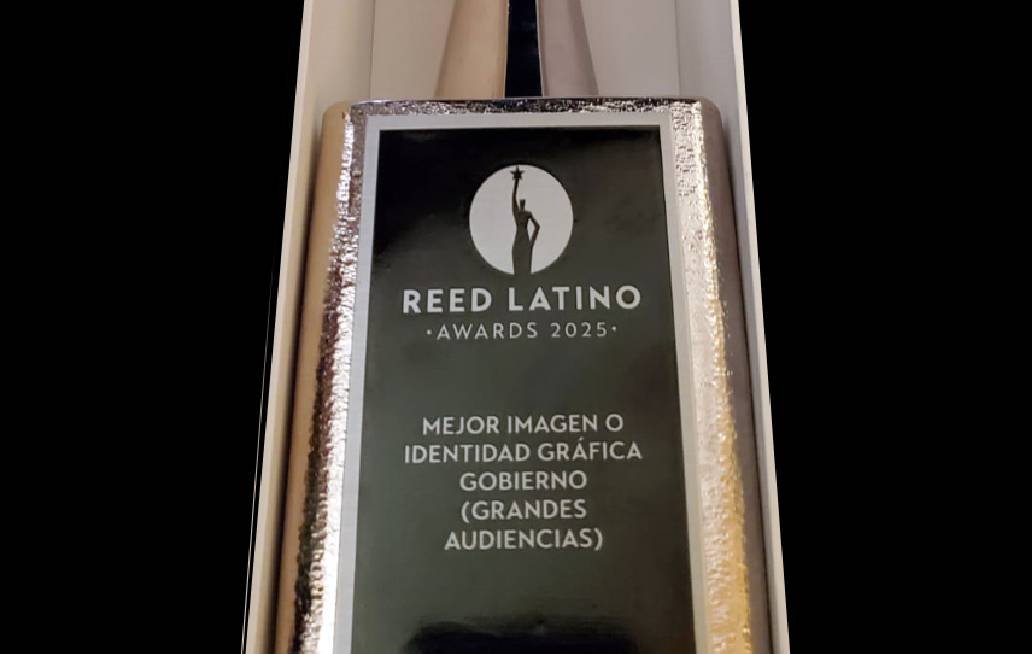 REED LATINO
·AWARDS 2025·
MEJOR IMAGEN O
IDENTIDAD GRÁFICA
GOBIERNO
(GRANDES
AUDIENCIAS)